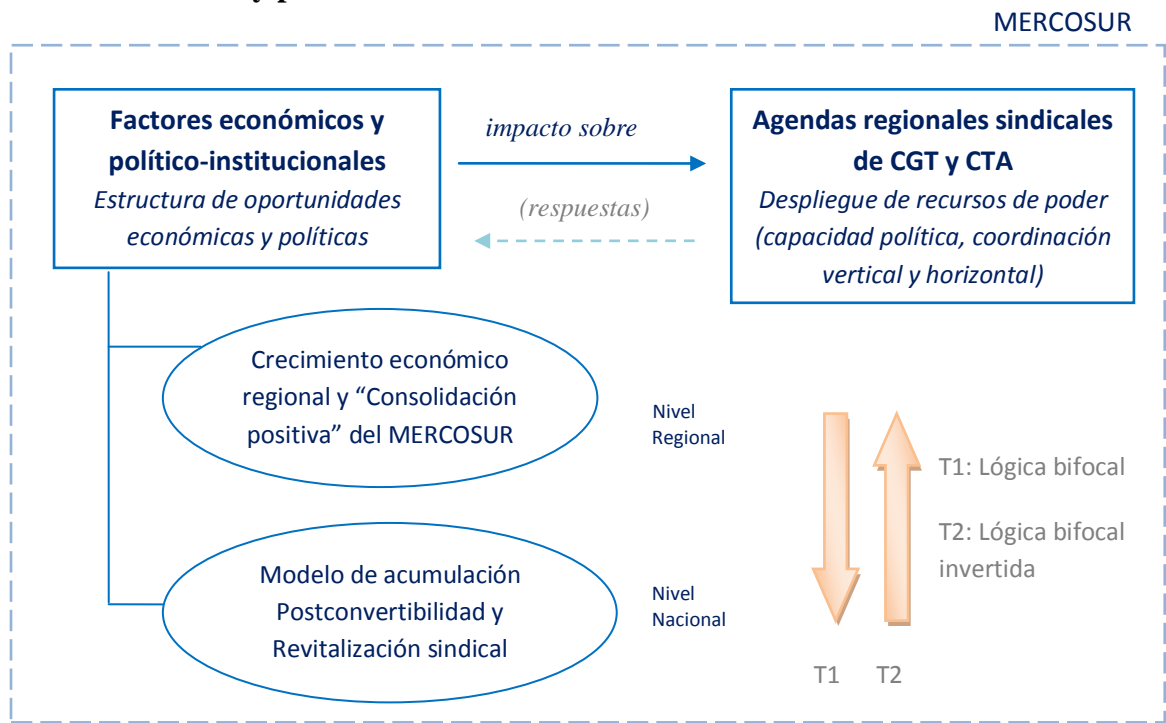 MERCOSUR
Factores económicos y
político-institucionales
Estructura de oportunidades
económicas y políticas
impacto sobre
(respuestas)
Agendas regionales sindicales
de CGT y CTA
Despliegue de recursos de poder
(capacidad política, coordinación
vertical y horizontal)
Crecimiento económico
regional y “Consolidación
positiva” del MERCOSUR
Nivel
Regional
T1: Lógica bifocal
T2: Lógica bifocal
invertida
Modelo de acumulación
Postconvertibilidad y
Revitalización sindical
Nivel
Nacional
T1 T2